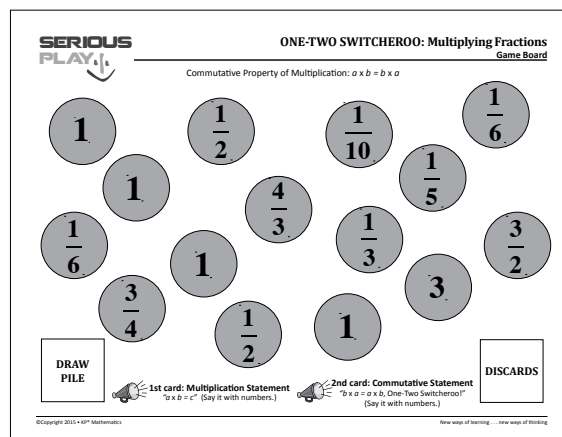 SERIOUS
PLAY
ONE-TWO SWITCHEROO: Multiplying Fractions
Game Board
Commutative Property of Multiplication: a x b = b x a
1
1/2
1/10
1/6
1
1/5
4/3
1/6
1
1/3
3/2
3/4
3
1/2
1
DRAW
PILE
DISCARDS
1st card: Multiplication Statement
"a x b = c" (Say it with numbers.)
2nd card: Commutative Statement
"b x a = a x b, One-Two Switcheroo!"
(Say it with numbers.)
©Copyright 2015 • KP® Mathematics
New ways of learning . . . new ways of thinking